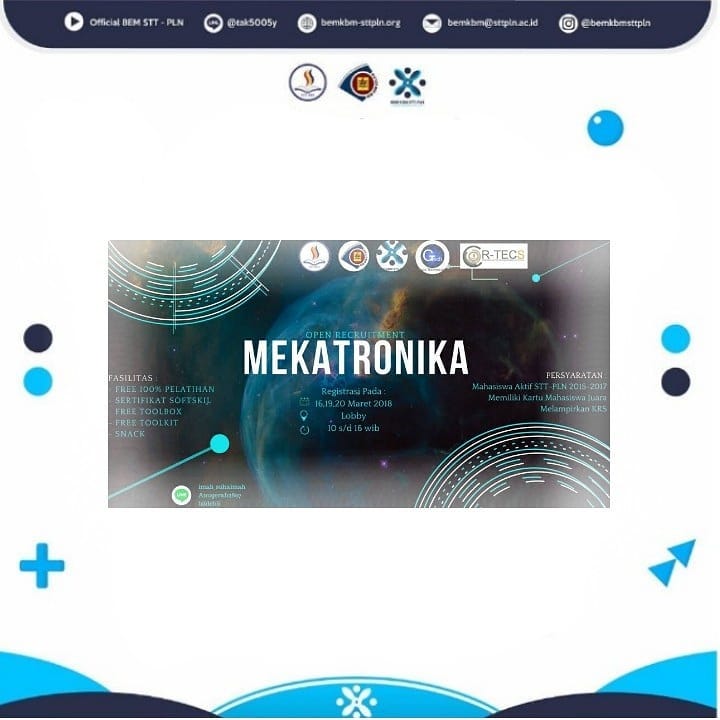 Official BEM STT - PLN
@tak5005y
bemkbm-sttpln.org
bemkbm@sttpln.ac.id
@bemkbmsttpln
R-TECS
OPEN RECRUITMENT
MEKATRONIKA
FASILITAS :
- FREE 100% PELATIHAN
- SERTIFIKAT SOFTSKIL
FREE TOOLBOX
- FREE TOOLKIT
- SNACK
Registrasi Pada :
16,19,20 Maret 2018
Lobby
10 s/d 16 wib
PERSYARATAN :
Mahasiswa Aktif STT-PLN 2015-2017
Memiliki Kartu Mahasiswa Juara
Melampirkan KRS